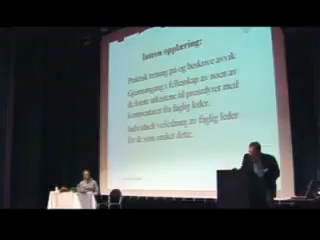 Intern opplæring:
Praktisk trening på og beskrive avvik
Gjennomgang i fellesskap av noen av
de første utkastene til prosedyrer med
kommentarer fra faglig leder.
Individuell veiledning av faglig leder
for de som ønsket dette.